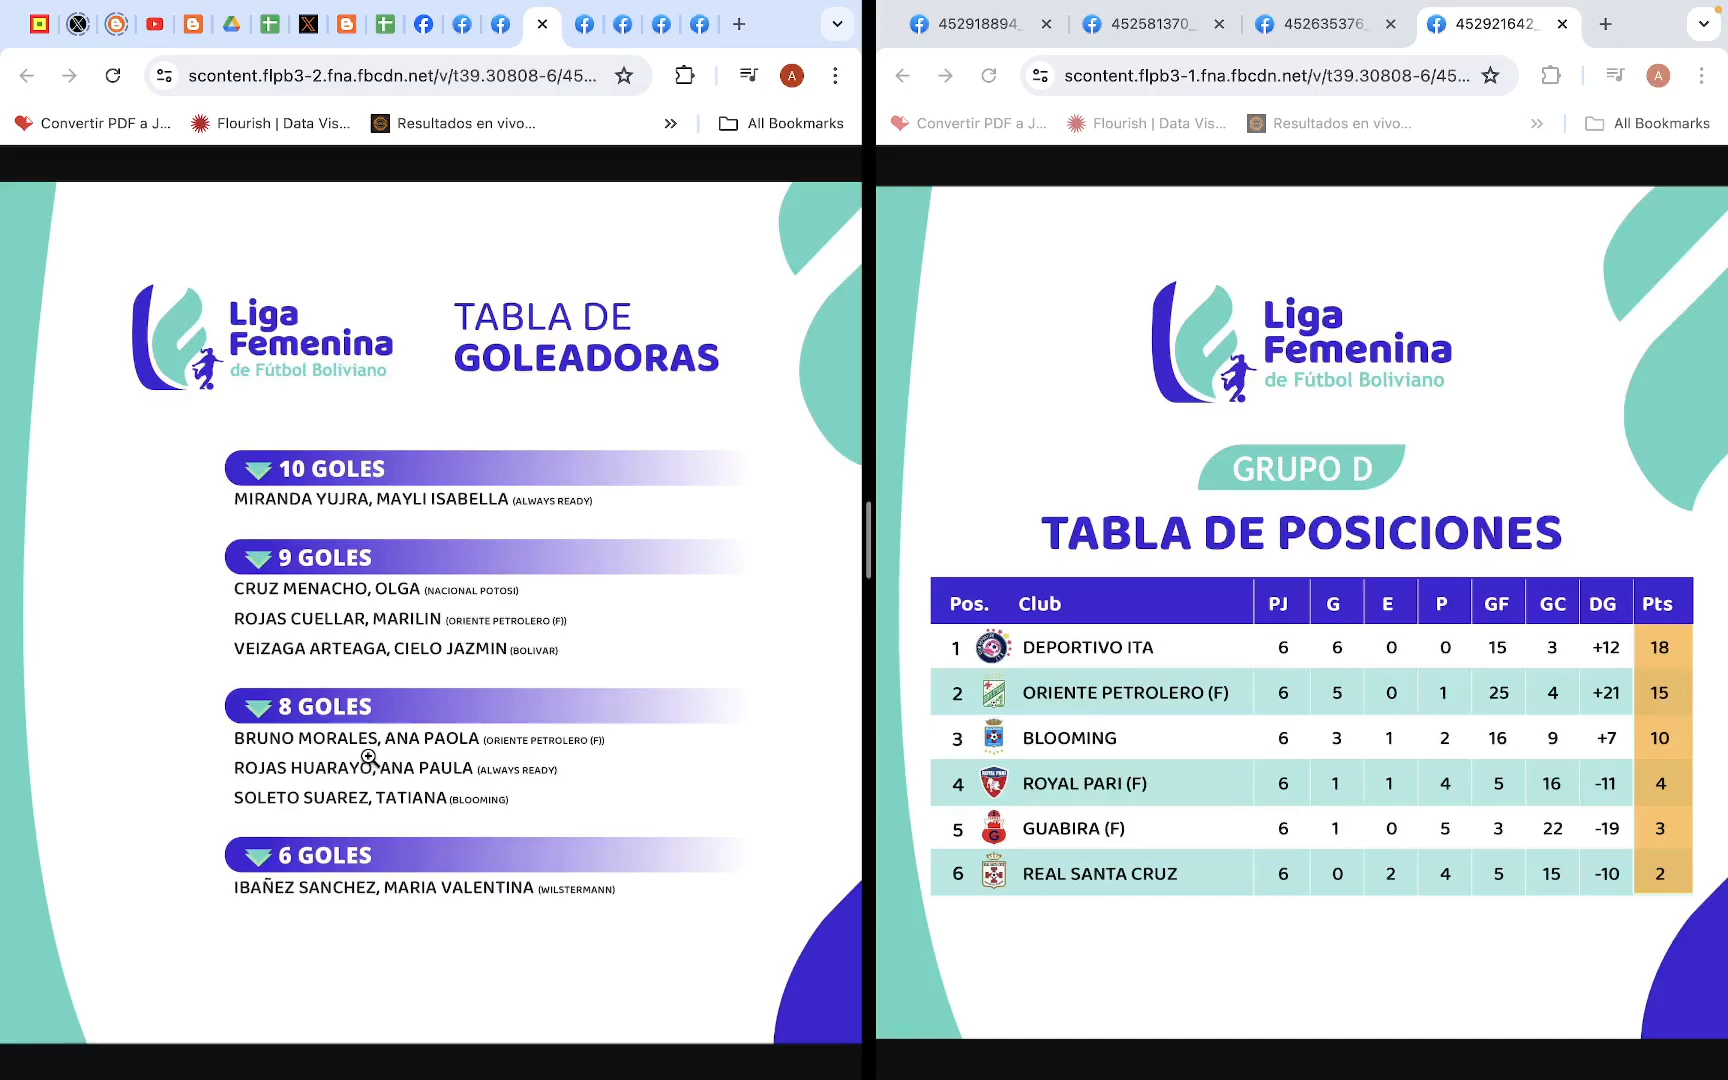 452918894_
452581370_
452635376_
452921642_
scontent.flpb3-2.fna.fbcdn.net/v/t39.30808-6/45...
A
scontent.flpb3-1.fna.fbcdn.net/v/t39.30808-6/45...
A
Convertir PDF a J...
Flourish | Data Vis...
Resultados en vivo...
All Bookmarks
Convertir PDF a J...
Flourish | Data Vis...
Resultados en vivo...
All Bookmarks
Liga
Femenina
de Fútbol Boliviano
TABLA DE
GOLEADORAS
10 GOLES
MIRANDA YUJRA, MAYLI ISABELLA (ALWAYS READY)
9 GOLES
CRUZ MENACHO, OLGA (NACIONAL POTOSI)
ROJAS CUELLAR, MARILIN (ORIENTE PETROLERO (F))
VEIZAGA ARTEAGA, CIELO JAZMIN (BOLIVAR)
8 GOLES
BRUNO MORALES, ANA PAOLA (ORIENTE PETROLERO (F))
ROJAS HUARAYO, ANA PAULA (ALWAYS READY)
SOLETO SUAREZ, TATIANA (BLOOMING)
6 GOLES
IBAÑEZ SANCHEZ, MARIA VALENTINA (WILSTERMANN)
Liga
Femenina
de Fútbol Boliviano
GRUPO D
TABLA DE POSICIONES
Pos. Club PJ G E P GF GC DG Pts
1 DEPORTIVO ITA 6 6 0 0 15 3 +12 18
2 ORIENTE PETROLERO (F) 6 5 0 1 25 4 +21 15
3 BLOOMING 6 3 1 2 16 9 +7 10
4 ROYAL PARI (F) 6 1 1 4 5 16 -11 4
5 GUABIRA (F) 6 1 0 5 3 22 -19 3
6 REAL SANTA CRUZ 6 0 2 4 5 15 -10 2